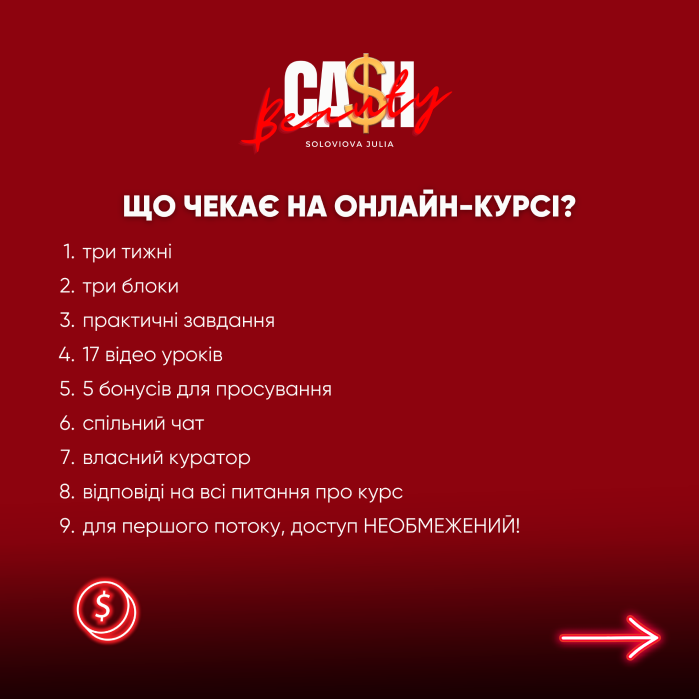 CA$H
Beauty
SOLOVIOVA JULIA
ЩО ЧЕКАЄ НА ОНЛАЙН-КУРСІ?
1. три тижні
2. три блоки
3. практичні завдання
4. 17 відео уроків
5. 5 бонусів для просування
6. спільний чат
7. власний куратор
8. відповіді на всі питання про курс
9. для першого потоку, доступ НЕОБМЕЖЕНИЙ!
$